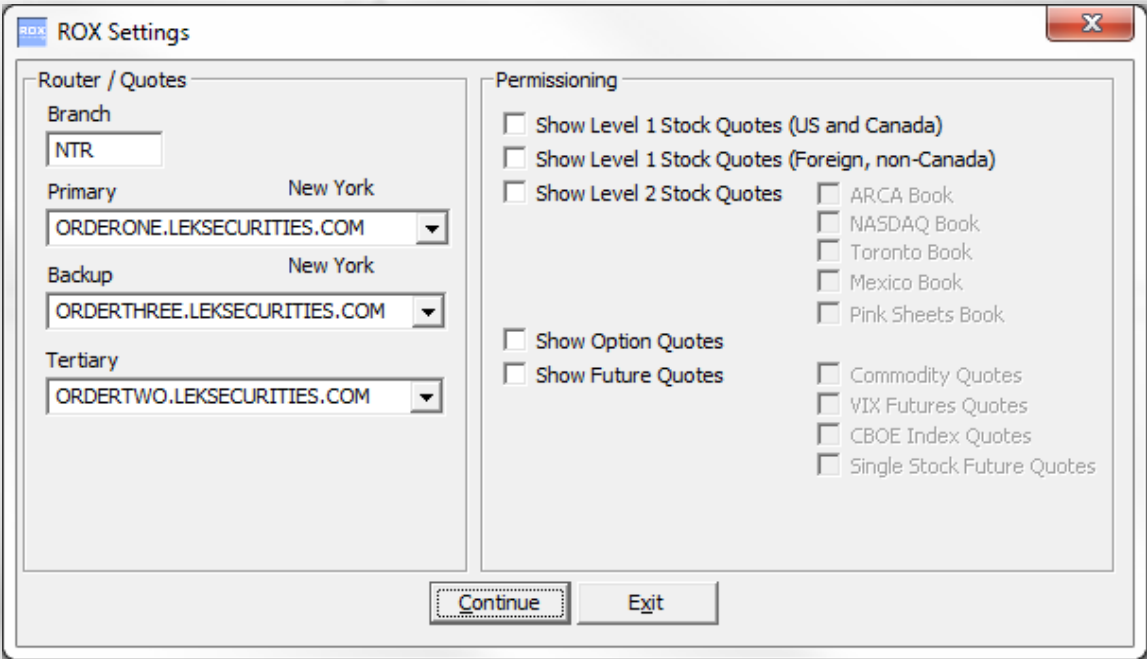 ROX ROX Settings
Router / Quotes
Branch
NTR
Primary New York
ORDERONE.LEKSECURITIES.COM
Backup New York
ORDERTHREE.LEKSECURITIES.COM
Tertiary
ORDERTWO.LEKSECURITIES.COM
Permissioning
Show Level 1 Stock Quotes (US and Canada)
Show Level 1 Stock Quotes (Foreign, non-Canada)
Show Level 2 Stock Quotes
ARCA Book
NASDAQ Book
Toronto Book
Mexico Book
Pink Sheets Book
Show Option Quotes
Show Future Quotes
Commodity Quotes
VIX Futures Quotes
CBOE Index Quotes
Single Stock Future Quotes
Continue Exit